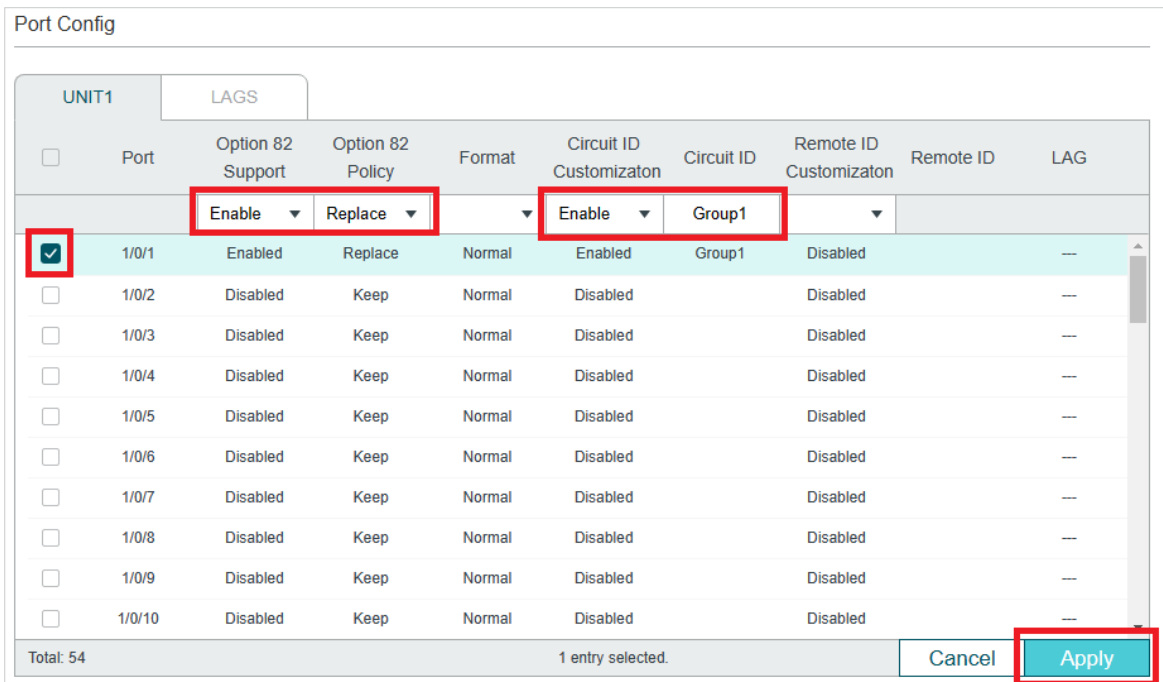 Port Config
UNIT1 LAGS
Port Option 82 Support Option 82 Policy Format Circuit ID Customizaton Circuit ID Remote ID Customizaton Remote ID LAG
Enable Replace Enable Group1
1/0/1 Enabled Replace Normal Enabled Group1 Disabled ---
1/0/2 Disabled Keep Normal Disabled Disabled ---
1/0/3 Disabled Keep Normal Disabled Disabled ---
1/0/4 Disabled Keep Normal Disabled Disabled ---
1/0/5 Disabled Keep Normal Disabled Disabled ---
1/0/6 Disabled Keep Normal Disabled Disabled ---
1/0/7 Disabled Keep Normal Disabled Disabled ---
1/0/8 Disabled Keep Normal Disabled Disabled ---
1/0/9 Disabled Keep Normal Disabled Disabled ---
1/0/10 Disabled Keep Normal Disabled Disabled ---
Total: 54 1 entry selected. Cancel Apply